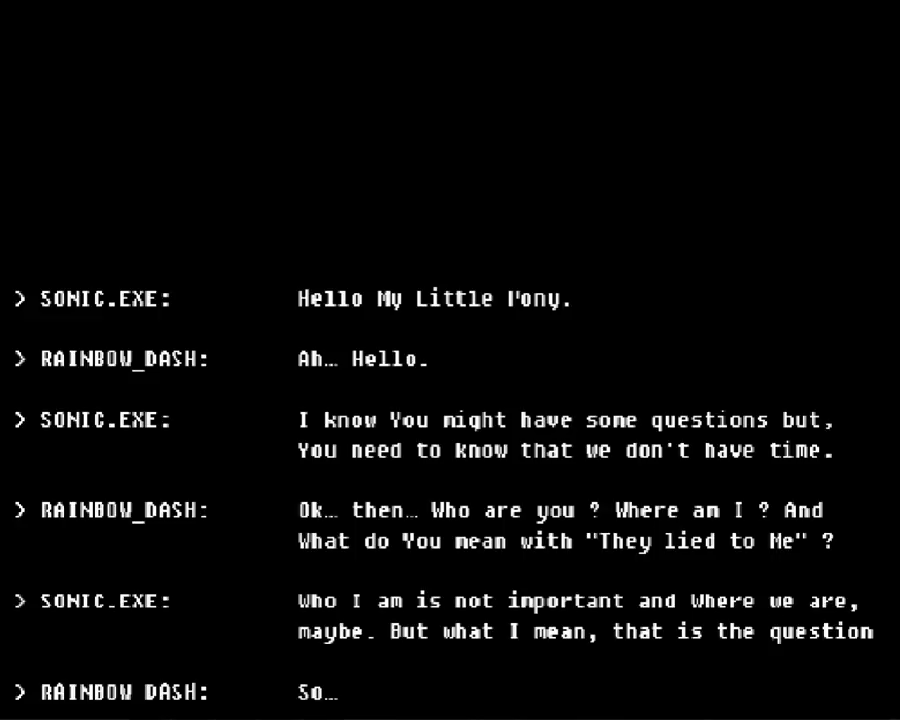 > SONIC.EXE: Hello My Little Pony.
> RAINBOW_DASH: Ah… Hello.
> SONIC.EXE: I know You might have some questions but,
You need to know that we don't have time.
> RAINBOW_DASH: Ok… then… Who are you ? Where am I ? And
What do You mean with "They lied to Me" ?
> SONIC.EXE: Who I am is not important and Where we are,
maybe. But what I mean, that is the question
> RAINBOW DASH: So…